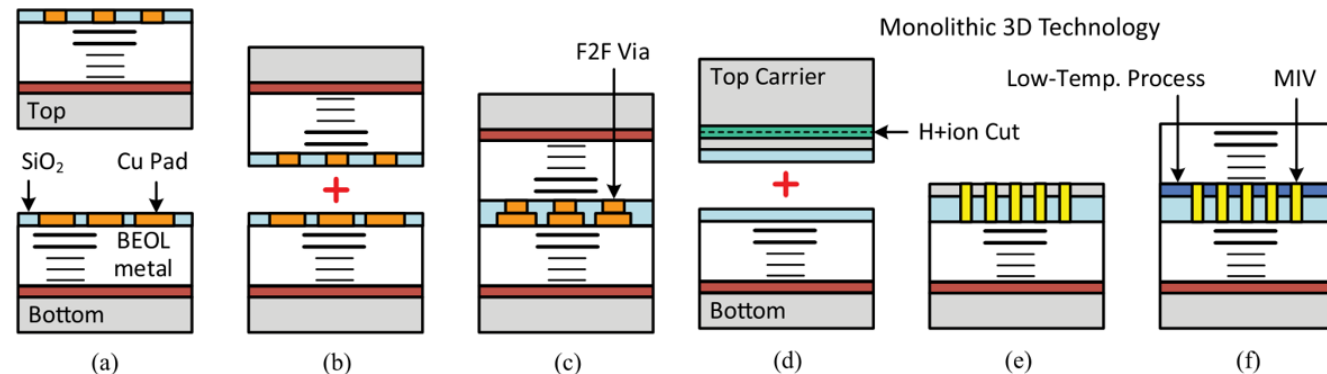 Top
SiO₂
Cu Pad
BEOL
metal
Bottom
(a)
(b)
F2F Via
(c)
Monolithic 3D Technology
Top Carrier
H+ion Cut
Bottom
(d)
Low-Temp. Process
MIV
(e)
(f)